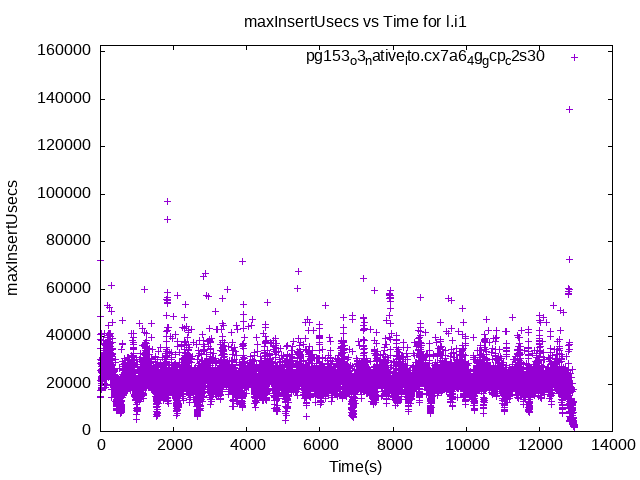 maxInsertUsecs vs Time for l.i1
pg153_o3_native_lto.cx7a6_4g_gcp_c2s30
160000
140000
120000
100000
80000
60000
40000
20000
0
maxInsertUsecs
0 2000 4000 6000 8000 10000 12000 14000
Time(s)